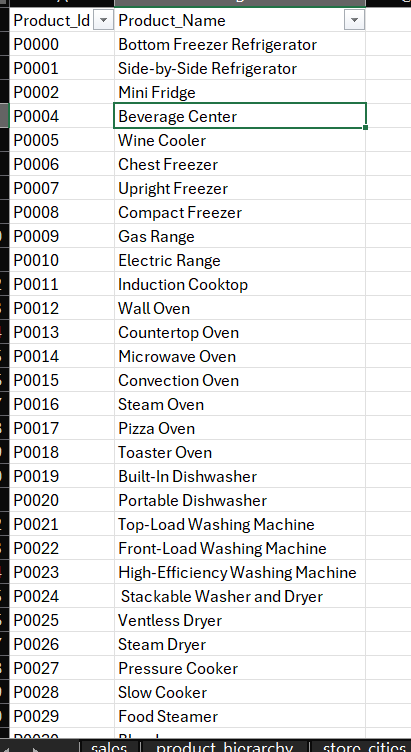 Product_Id Product_Name
P0000 Bottom Freezer Refrigerator
P0001 Side-by-Side Refrigerator
P0002 Mini Fridge
P0004 Beverage Center
P0005 Wine Cooler
P0006 Chest Freezer
P0007 Upright Freezer
P0008 Compact Freezer
P0009 Gas Range
P0010 Electric Range
P0011 Induction Cooktop
P0012 Wall Oven
P0013 Countertop Oven
P0014 Microwave Oven
P0015 Convection Oven
P0016 Steam Oven
P0017 Pizza Oven
P0018 Toaster Oven
P0019 Built-In Dishwasher
P0020 Portable Dishwasher
P0021 Top-Load Washing Machine
P0022 Front-Load Washing Machine
P0023 High-Efficiency Washing Machine
P0024 Stackable Washer and Dryer
P0025 Ventless Dryer
P0026 Steam Dryer
P0027 Pressure Cooker
P0028 Slow Cooker
P0029 Food Steamer
sales product_hierarchy store_cities